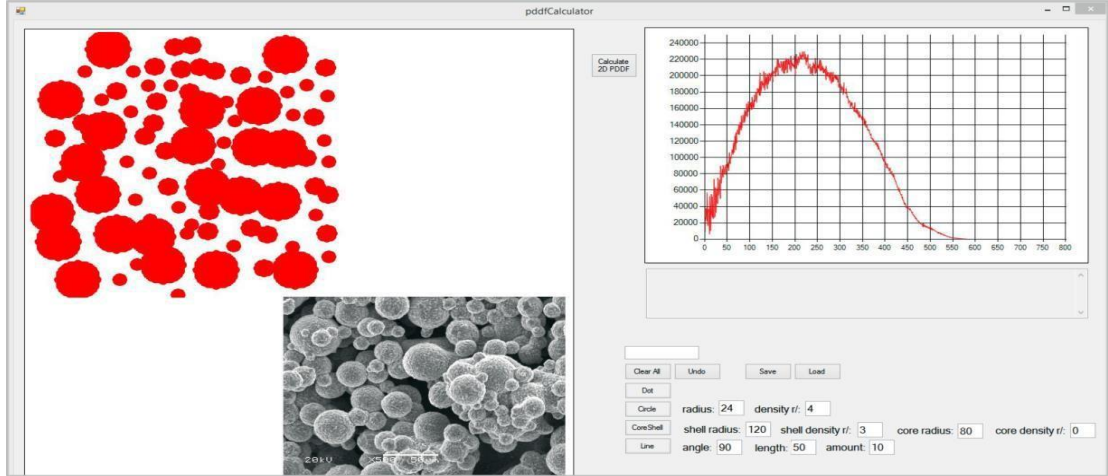 pddfCalculator
Calculate
2D PDDF
240000
220000
200000
180000
160000
140000
120000
100000
80000
60000
40000
20000
0
0 50 100 150 200 250 300 350 400 450 500 550 600 650 700 750 800
Clear All Undo Save Load
Dot
Circle radius: 24 density r/: 4
CoreShell shell radius: 120 shell density r/: 3 core radius: 80 core density r/: 0
Line angle: 90 length: 50 amount: 10
20kV X500 50µm